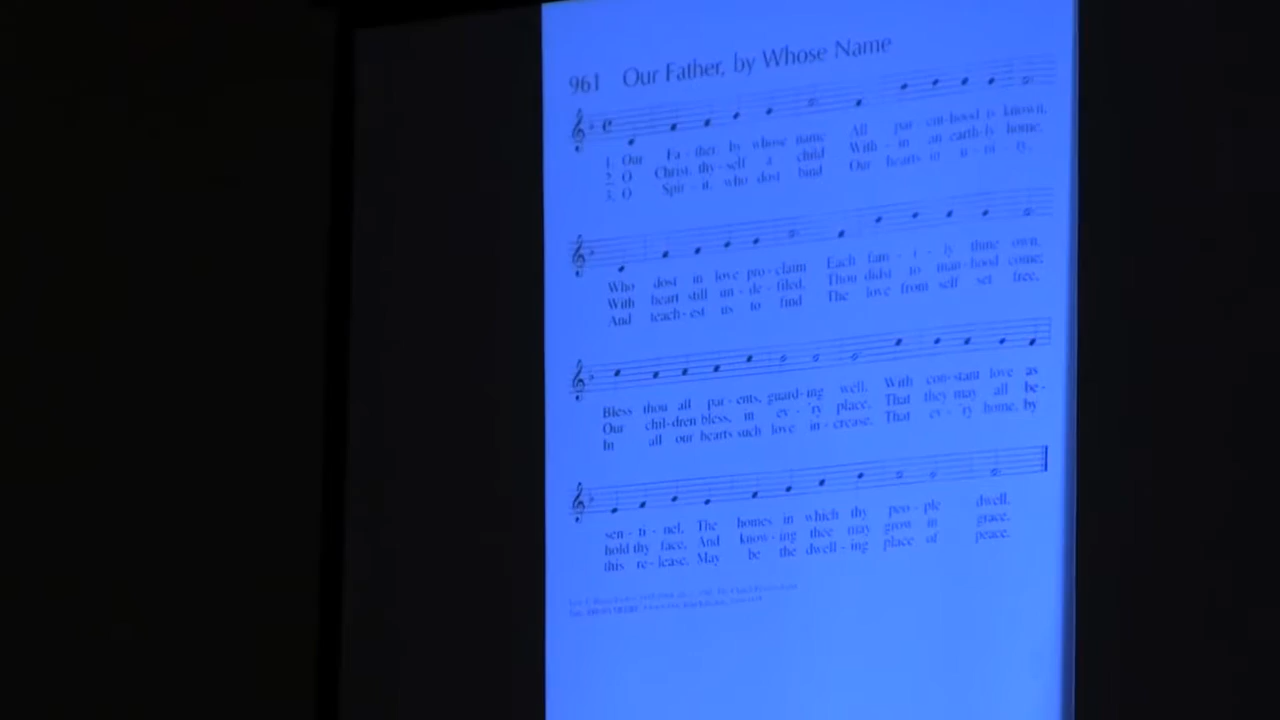 961 Our Father, by Whose Name
1. Our Fa - ther, by whose name All par - ent-hood is known,
2. O Christ, thy - self a child With - in an earth-ly home,
3. O Spir - it, who dost bind Our hearts in u - ni - ty,
Who dost in love pro - claim Each fam - i - ly thine own,
With heart still un - de - filed, Thou didst to man - hood come;
And teach - est us to find The love from self set free,
Bless thou all par - ents, guard - ing well, With con - stant love as
Our chil - dren bless, in ev - 'ry place, That they may all be -
In all our hearts such love in - crease, That ev - 'ry home, by
sen - ti - nel, The homes in which thy peo - ple dwell.
hold thy face, And know - ing thee may grow in grace.
this re - lease, May be the dwell - ing place of peace.